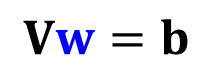 Vw = b